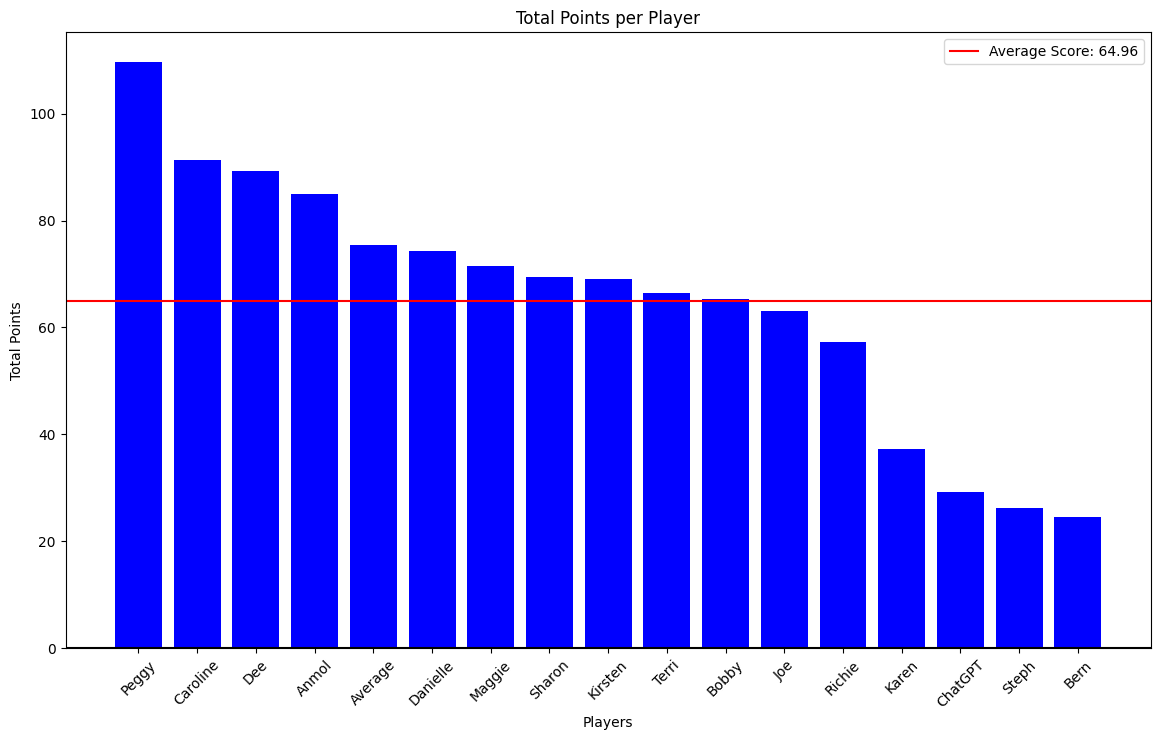 Total Points per Player
Average Score: 64.96
Total Points
100
80
60
40
20
0
Peggy
Caroline
Dee
Anmol
Average
Danielle
Maggie
Sharon
Kirsten
Terri
Bobby
Joe
Richie
Karen
ChatGPT
Steph
Bern
Players